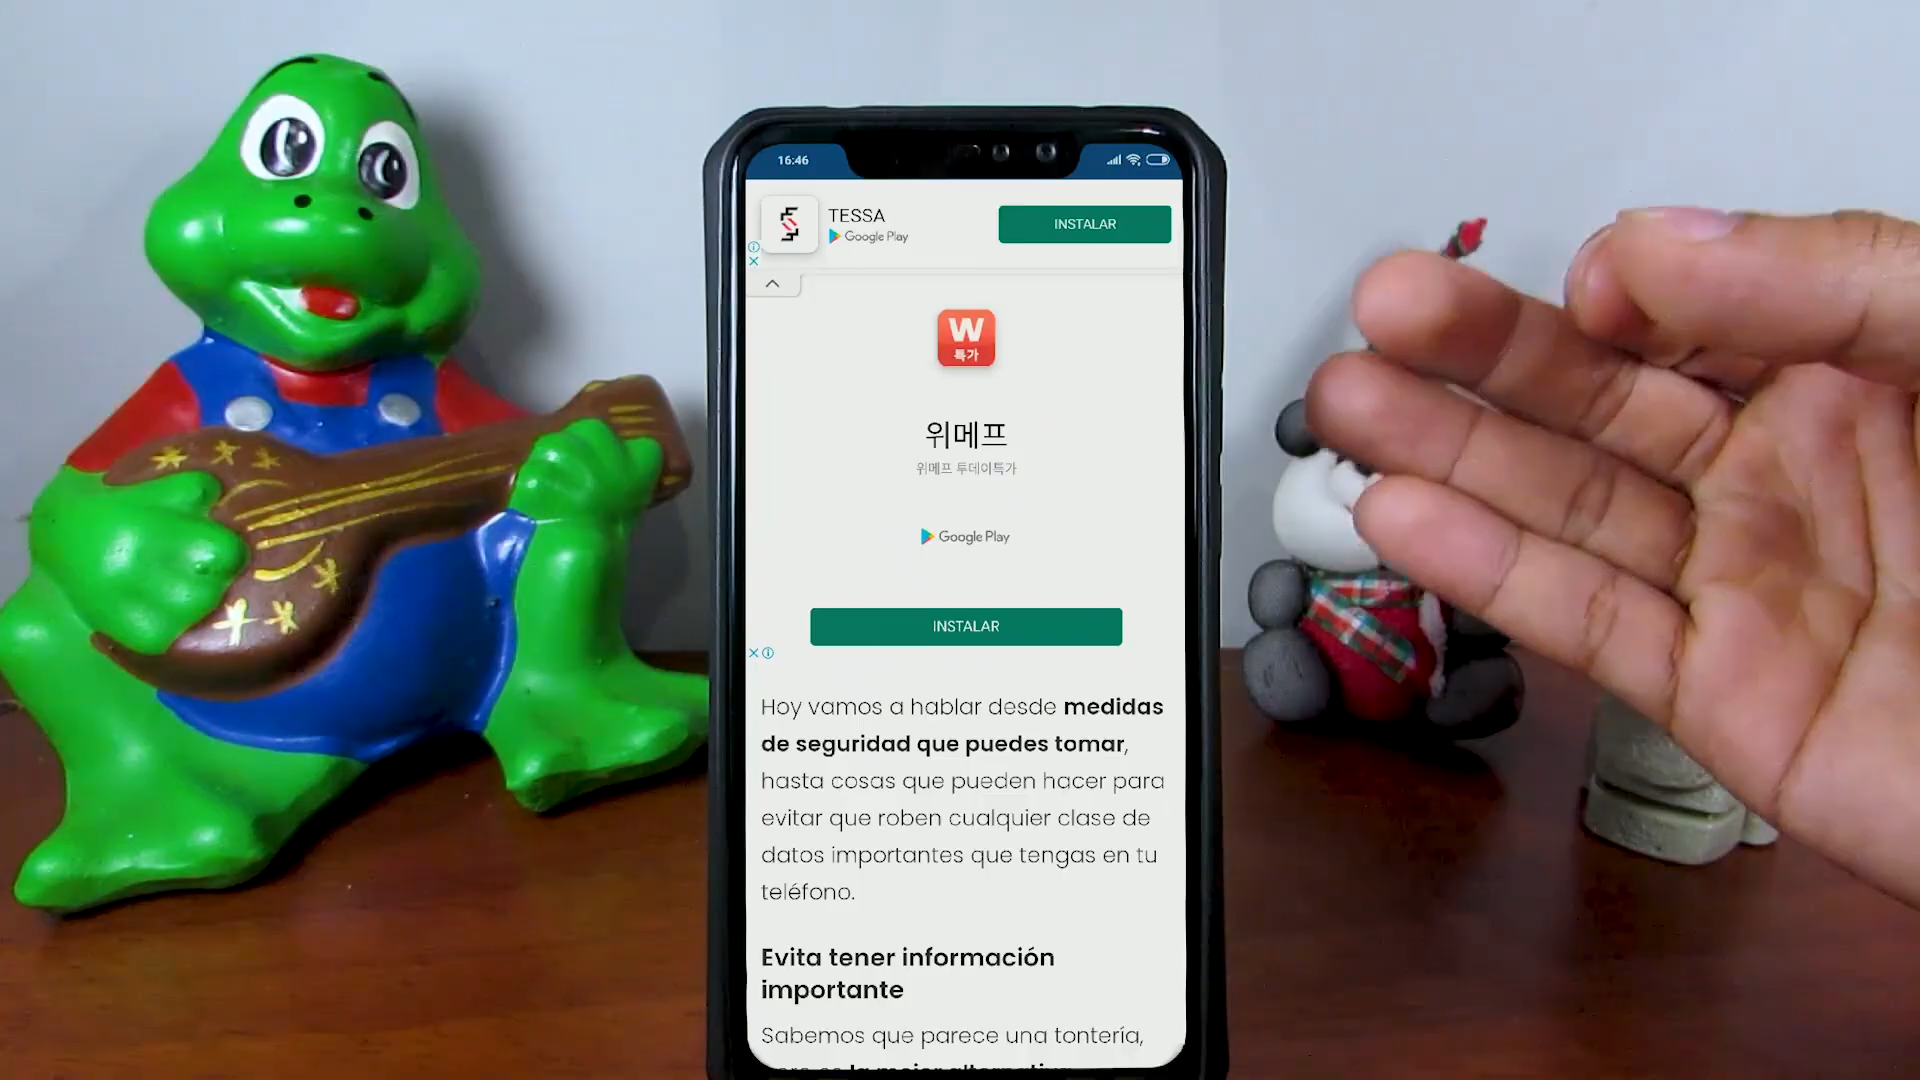 16:46
TESSA
Google Play
INSTALAR
W
특가
위메프
위메프 투데이특가
Google Play
INSTALAR
Hoy vamos a hablar desde medidas
de seguridad que puedes tomar,
hasta cosas que pueden hacer para
evitar que roben cualquier clase de
datos importantes que tengas en tu
teléfono.
Evita tener información
importante
Sabemos que parece una tontería,
la mejor alternativa